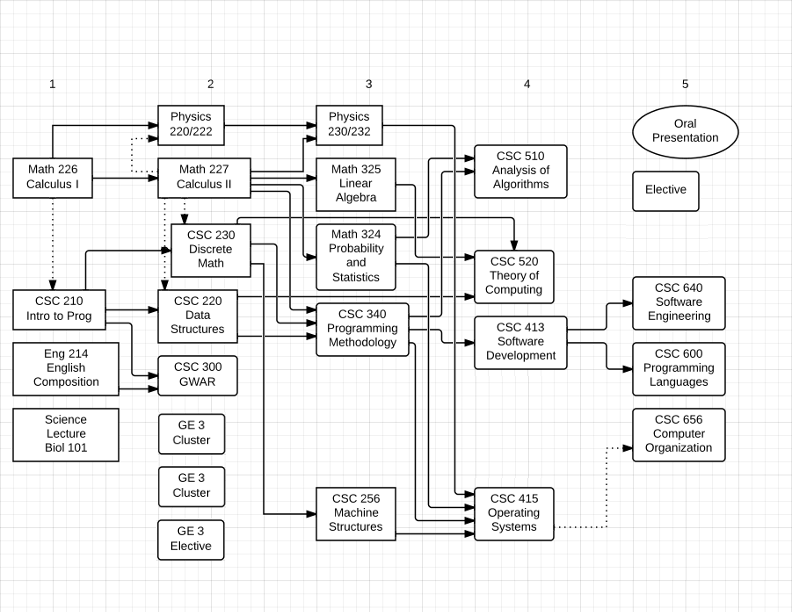 1
2
3
4
5
Physics
220/222
Physics
230/232
Oral
Presentation
Math 226
Calculus I
Math 227
Calculus II
Math 325
Linear
Algebra
CSC 510
Analysis of
Algorithms
Elective
CSC 230
Discrete
Math
Math 324
Probability
and
Statistics
CSC 520
Theory of
Computing
CSC 210
Intro to Prog
CSC 220
Data
Structures
CSC 340
Programming
Methodology
CSC 413
Software
Development
CSC 640
Software
Engineering
Eng 214
English
Composition
CSC 300
GWAR
CSC 600
Programming
Languages
Science
Lecture
Biol 101
GE 3
Cluster
CSC 656
Computer
Organization
GE 3
Cluster
CSC 256
Machine
Structures
CSC 415
Operating
Systems
GE 3
Elective